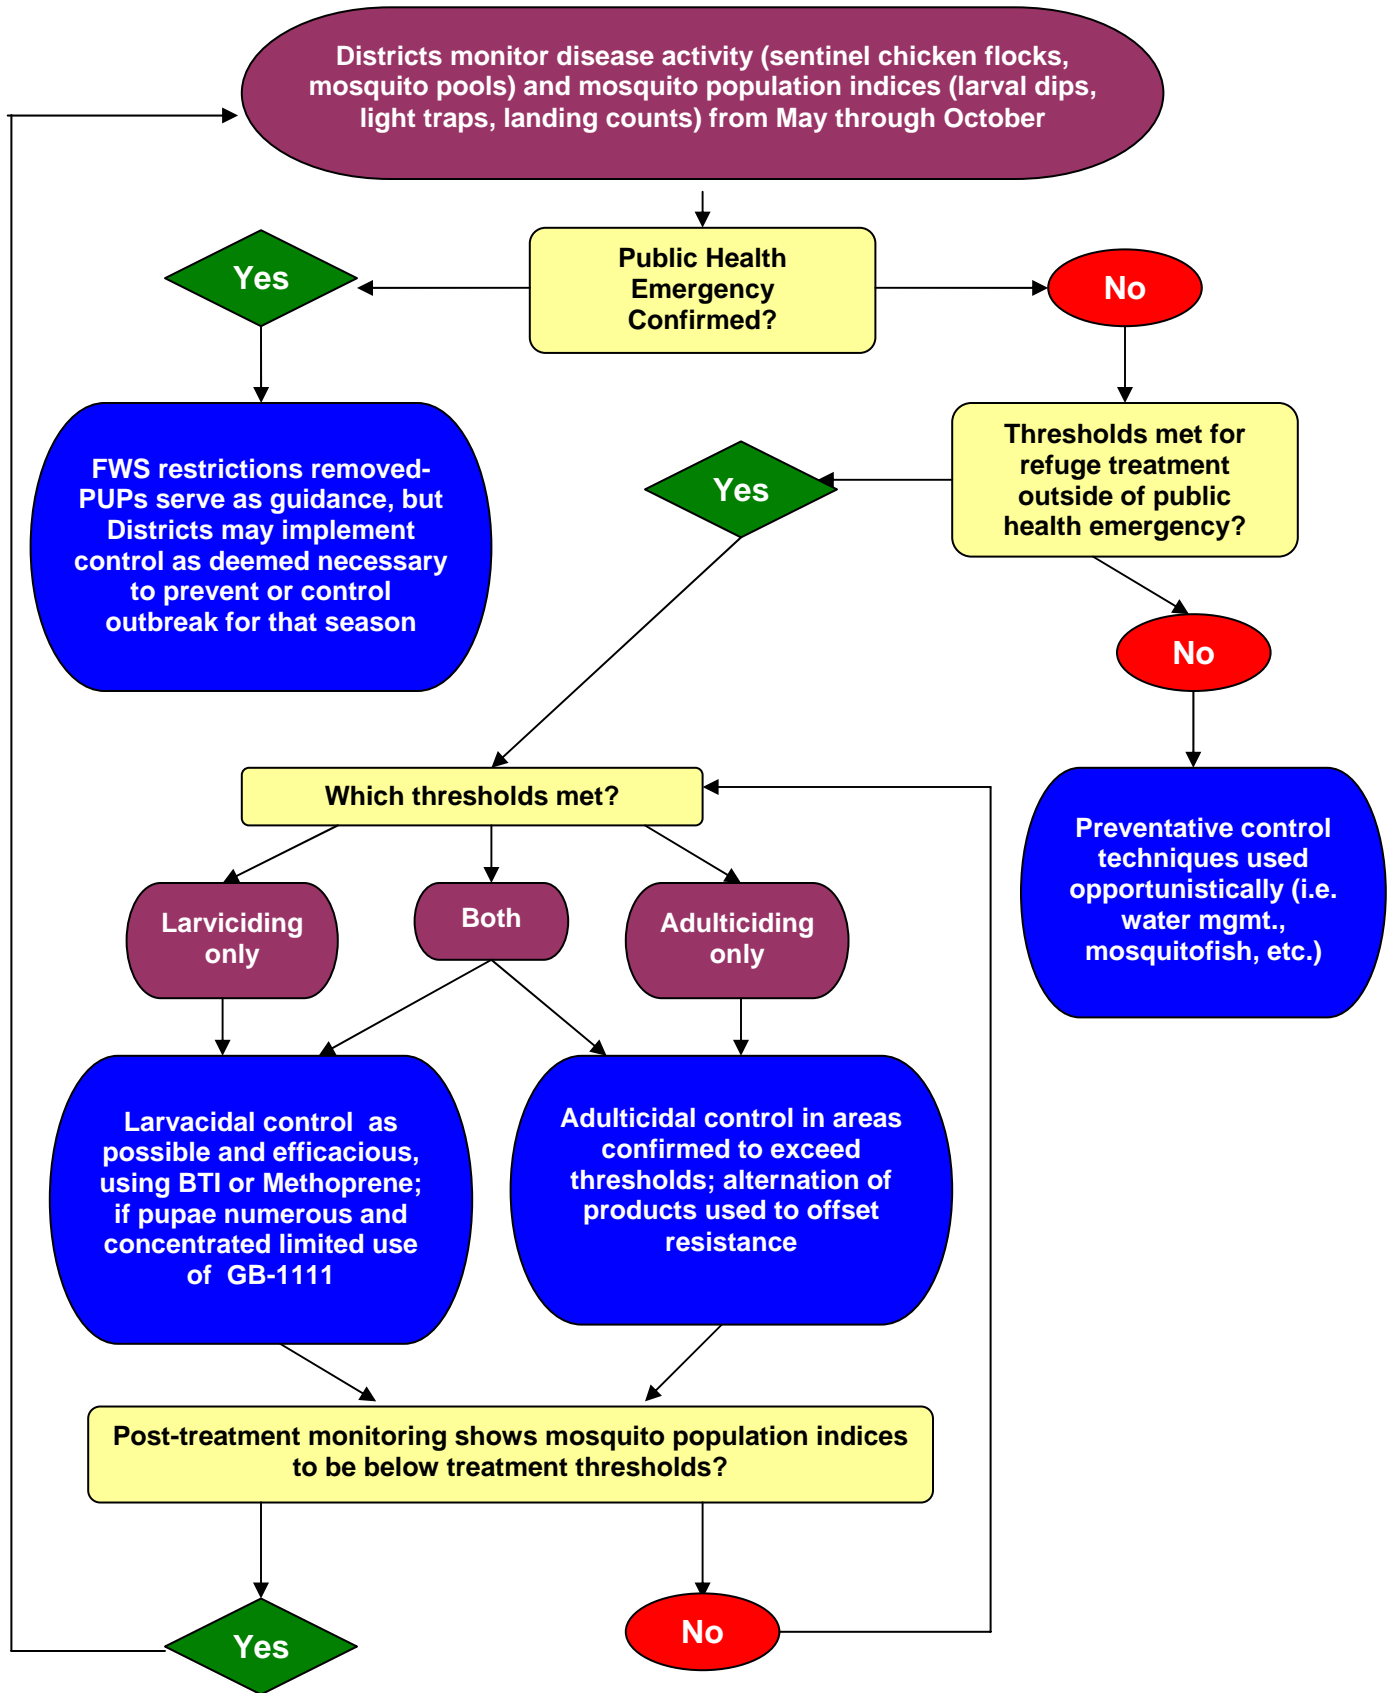 Districts monitor disease activity (sentinel chicken flocks,
mosquito pools) and mosquito population indices (larval dips,
light traps, landing counts) from May through October
Public Health
Emergency
Confirmed?
Yes
No
FWS restrictions removed-
PUPs serve as guidance, but
Districts may implement
control as deemed necessary
to prevent or control
outbreak for that season
Thresholds met for
refuge treatment
outside of public
health emergency?
Yes
No
Preventative control
techniques used
opportunistically (i.e.
water mgmt.,
mosquitofish, etc.)
Which thresholds met?
Larviciding
only
Both
Adulticiding
only
Larvacidal control as
possible and efficacious,
using BTI or Methoprene;
if pupae numerous and
concentrated limited use
of GB-1111
Adulticidal control in areas
confirmed to exceed
thresholds; alternation of
products used to offset
resistance
Post-treatment monitoring shows mosquito population indices
to be below treatment thresholds?
Yes
No